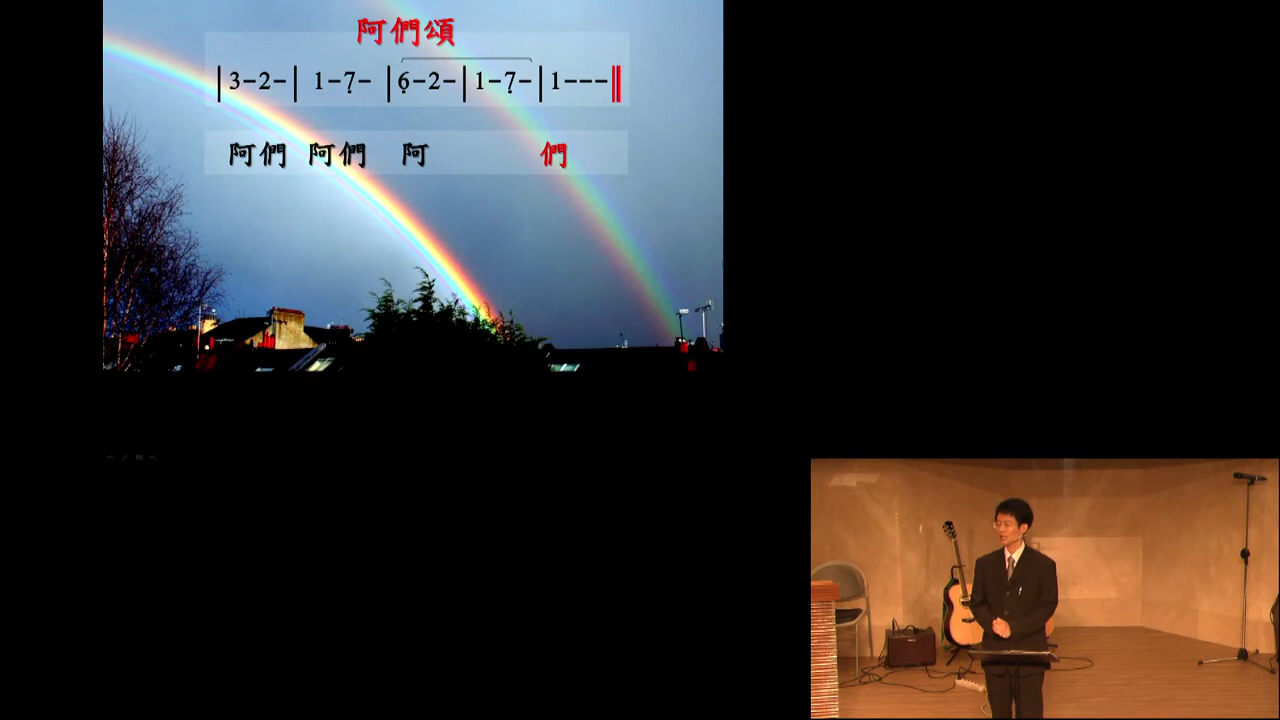 阿們頌
|3-2-| 1-7̣- |6̣-2-|1-7̣-|1---‖
阿們 阿們 阿 們